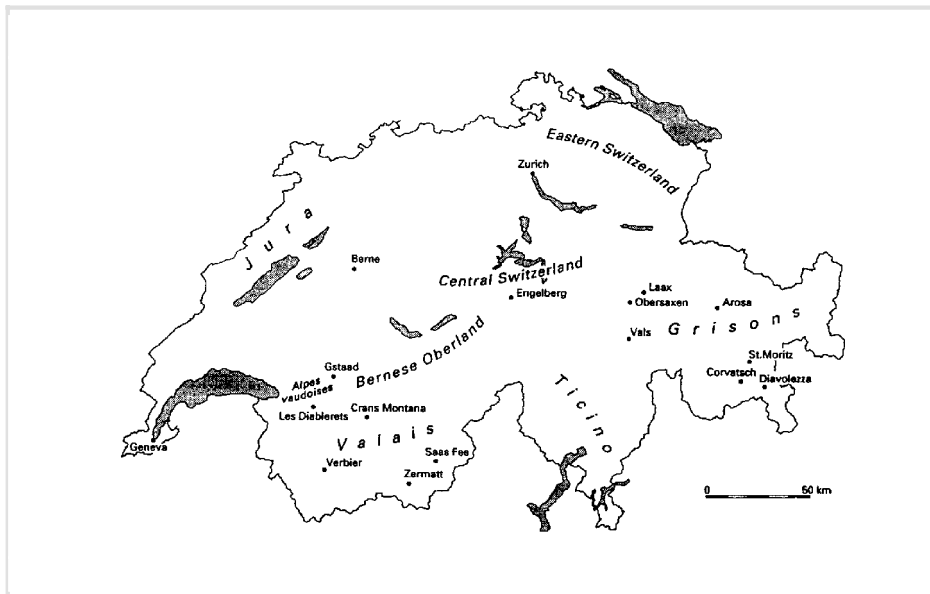 Eastern Switzerland
Zurich
Jura
Berne
Central Switzerland
Engelberg
Laax
Obersaxen
Arosa
Grisons
Vals
Bernese Oberland
St.Moritz
Corvatsch
Diavolezza
Gstaad
Alpes
vaudoises
Ticino
Les Diablerets
Crans Montana
Valais
Geneva
Saas Fee
Verbier
Zermatt
0 50 km